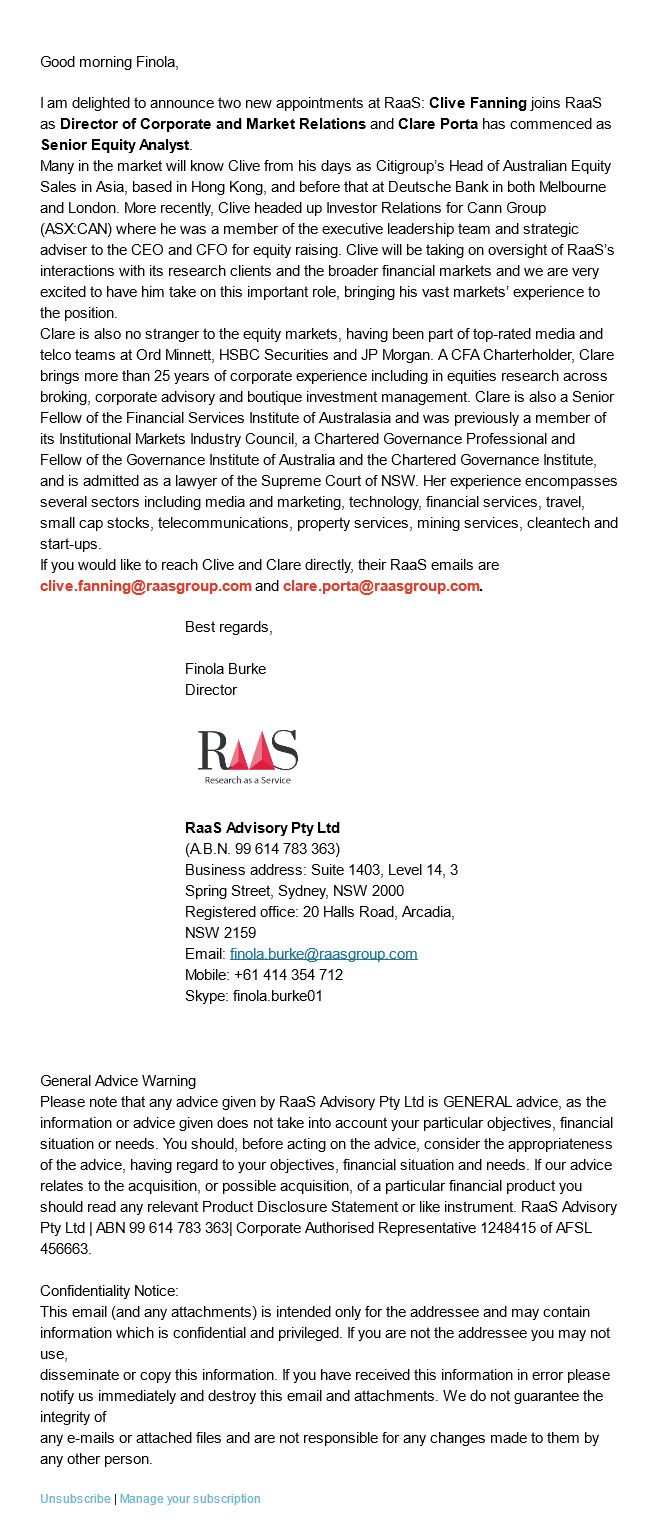 Good morning Finola,
I am delighted to announce two new appointments at RaaS: Clive Fanning joins RaaS
as Director of Corporate and Market Relations and Clare Porta has commenced as
Senior Equity Analyst.
Many in the market will know Clive from his days as Citigroup's Head of Australian Equity
Sales in Asia, based in Hong Kong, and before that at Deutsche Bank in both Melbourne
and London. More recently, Clive headed up Investor Relations for Cann Group
(ASX:CAN) where he was a member of the executive leadership team and strategic
adviser to the CEO and CFO for equity raising. Clive will be taking on oversight of RaaS's
interactions with its research clients and the broader financial markets and we are very
excited to have him take on this important role, bringing his vast markets' experience to
the position.
Clare is also no stranger to the equity markets, having been part of top-rated media and
telco teams at Ord Minnett, HSBC Securities and JP Morgan. A CFA Charterholder, Clare
brings more than 25 years of corporate experience including in equities research across
broking, corporate advisory and boutique investment management. Clare is also a Senior
Fellow of the Financial Services Institute of Australasia and was previously a member of
its Institutional Markets Industry Council, a Chartered Governance Professional and
Fellow of the Governance Institute of Australia and the Chartered Governance Institute,
and is admitted as a lawyer of the Supreme Court of NSW. Her experience encompasses
several sectors including media and marketing, technology, financial services, travel,
small cap stocks, telecommunications, property services, mining services, cleantech and
start-ups.
If you would like to reach Clive and Clare directly, their RaaS emails are
clive.fanning@raasgroup.com and clare.porta@raasgroup.com.
Best regards,
Finola Burke
Director
RaaS
Research as a Service
RaaS Advisory Pty Ltd
(A.B.N. 99 614 783 363)
Business address: Suite 1403, Level 14, 3
Spring Street, Sydney, NSW 2000
Registered office: 20 Halls Road, Arcadia,
NSW 2159
Email: finola.burke@raasgroup.com
Mobile: +61 414 354 712
Skype: finola.burke01
General Advice Warning
Please note that any advice given by RaaS Advisory Pty Ltd is GENERAL advice, as the
information or advice given does not take into account your particular objectives, financial
situation or needs. You should, before acting on the advice, consider the appropriateness
of the advice, having regard to your objectives, financial situation and needs. If our advice
relates to the acquisition, or possible acquisition, of a particular financial product you
should read any relevant Product Disclosure Statement or like instrument. RaaS Advisory
Pty Ltd | ABN 99 614 783 363| Corporate Authorised Representative 1248415 of AFSL
456663.
Confidentiality Notice:
This email (and any attachments) is intended only for the addressee and may contain
information which is confidential and privileged. If you are not the addressee you may not
use,
disseminate or copy this information. If you have received this information in error please
notify us immediately and destroy this email and attachments. We do not guarantee the
integrity of
any e-mails or attached files and are not responsible for any changes made to them by
any other person.
Unsubscribe | Manage your subscription